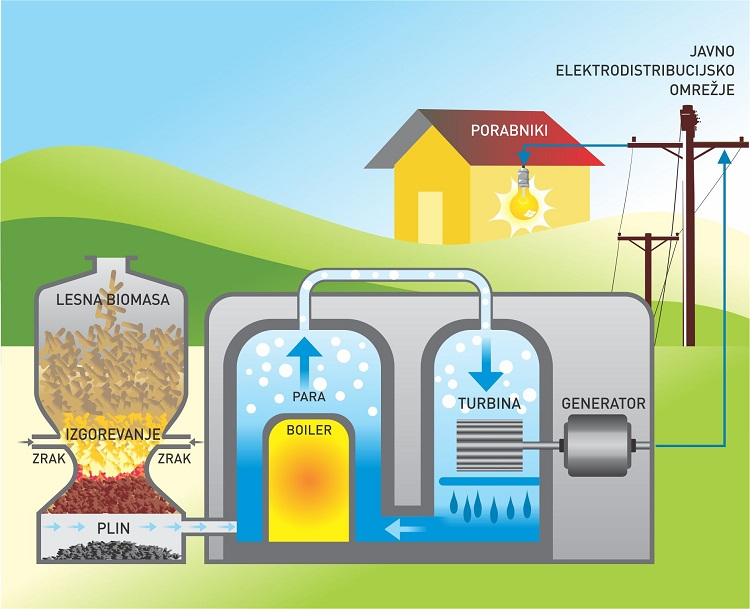 JAVNO
ELEKTRODISTRIBUCIJSKO
OMREŽJE
PORABNIKI
LESNA BIOMASA
IZGOREVANJE
ZRAK
ZRAK
PLIN
PARA
BOILER
TURBINA
GENERATOR